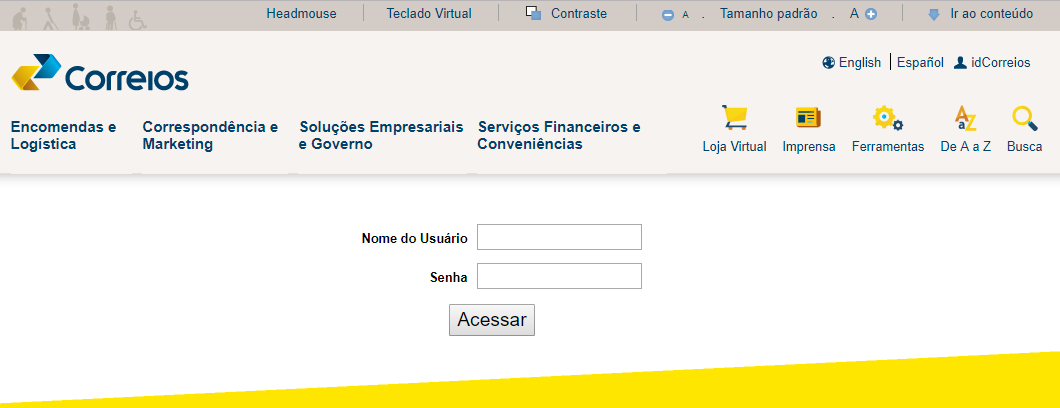 Headmouse Teclado Virtual Contraste A . Tamanho padrão . A Ir ao conteúdo
Correios
English Español idCorreios
Encomendas e
Logística
Correspondência e
Marketing
Soluções Empresariais
e Governo
Serviços Financeiros e
Conveniências
Loja Virtual
Imprensa
Ferramentas
AaZ
De A a Z
Busca
Nome do Usuário
Senha
Acessar